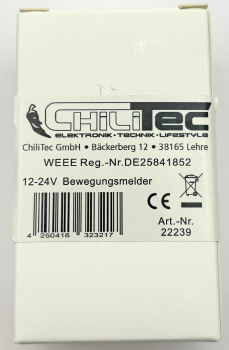 CHiLiTEC
ELEKTRONIK · TECHNIK · LIFESTYLE
ChiliTec GmbH • Bäckerberg 12 • 38165 Lehre
WEEE Reg.-Nr.DE25841852
12-24V Bewegungsmelder
4 250416 323217
CE
Art.-Nr.
22239